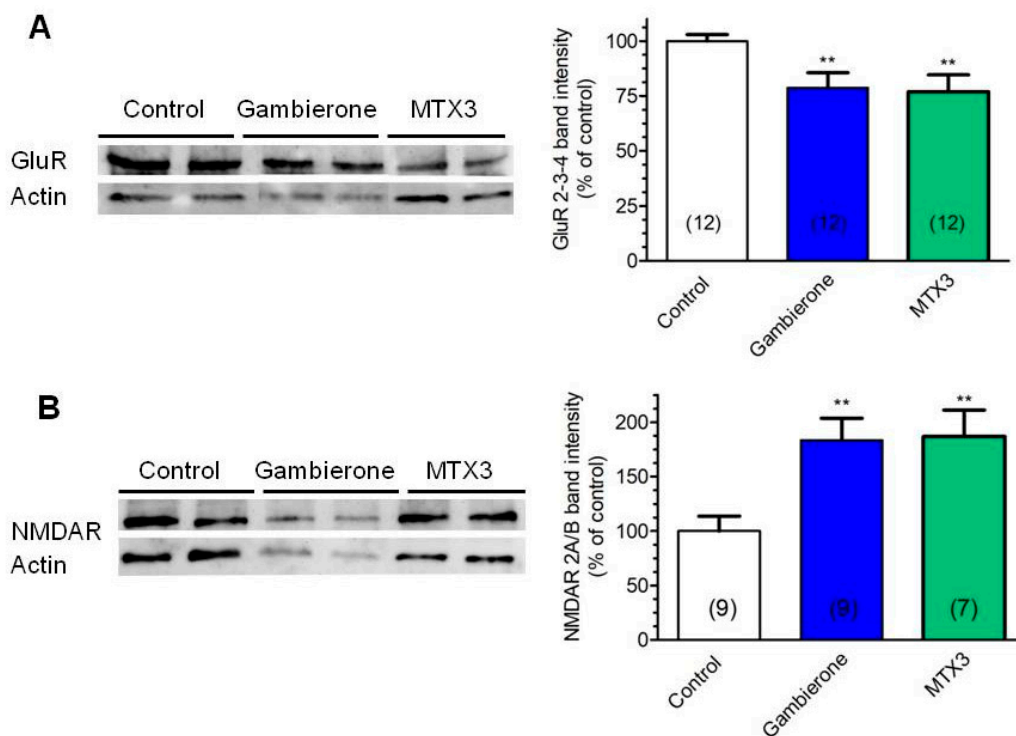 A
Control Gambierone MTX3
GluR
Actin
GluR 2-3-4 band intensity
(% of control)
100
75
50
25
0
** **
(12) (12) (12)
Control
Gambierone
MTX3
B
Control Gambierone MTX3
NMDAR
Actin
NMDAR 2A/B band intensity
(% of control)
200
150
100
50
0
** **
(9) (9) (7)
Control
Gambierone
MTX3